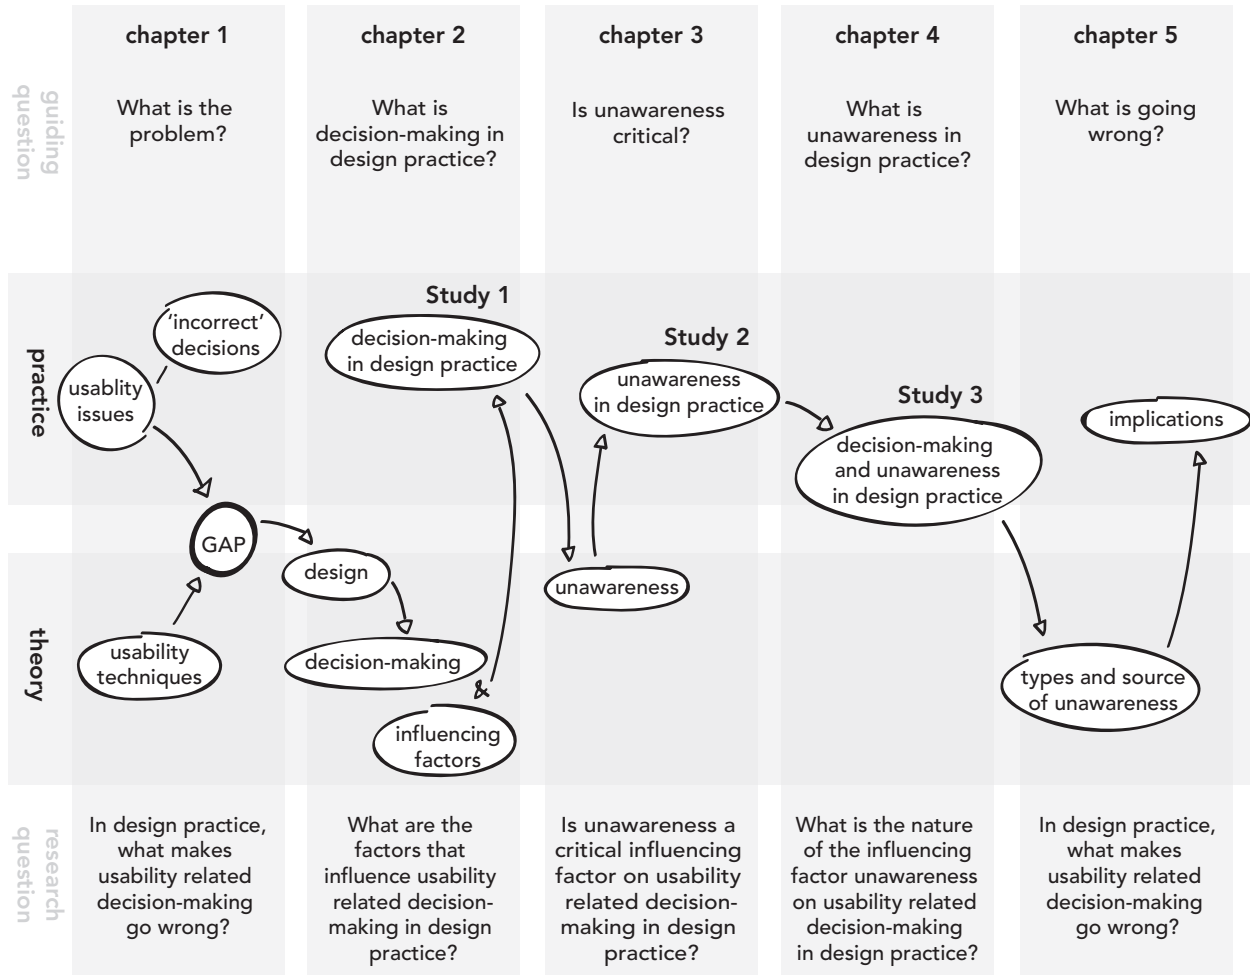 chapter 1
chapter 2
chapter 3
chapter 4
chapter 5
guiding
question
What is the
problem?
What is
decision-making in
design practice?
Is unawareness
critical?
What is
unawareness in
design practice?
What is going
wrong?
practice
'incorrect'
decisions
usablity
issues
GAP
Study 1
decision-making
in design practice
Study 2
unawareness
in design practice
Study 3
decision-making
and unawareness
in design practice
implications
theory
usability
techniques
design
decision-making
&
influencing
factors
unawareness
types and source
of unawareness
research
question
In design practice,
what makes
usability related
decision-making
go wrong?
What are the
factors that
influence usability
related decision-
making in design
practice?
Is unawareness a
critical influencing
factor on usability
related decision-
making in design
practice?
What is the nature
of the influencing
factor unawareness
on usability related
decision-making
in design practice?
In design practice,
what makes
usability related
decision-making
go wrong?